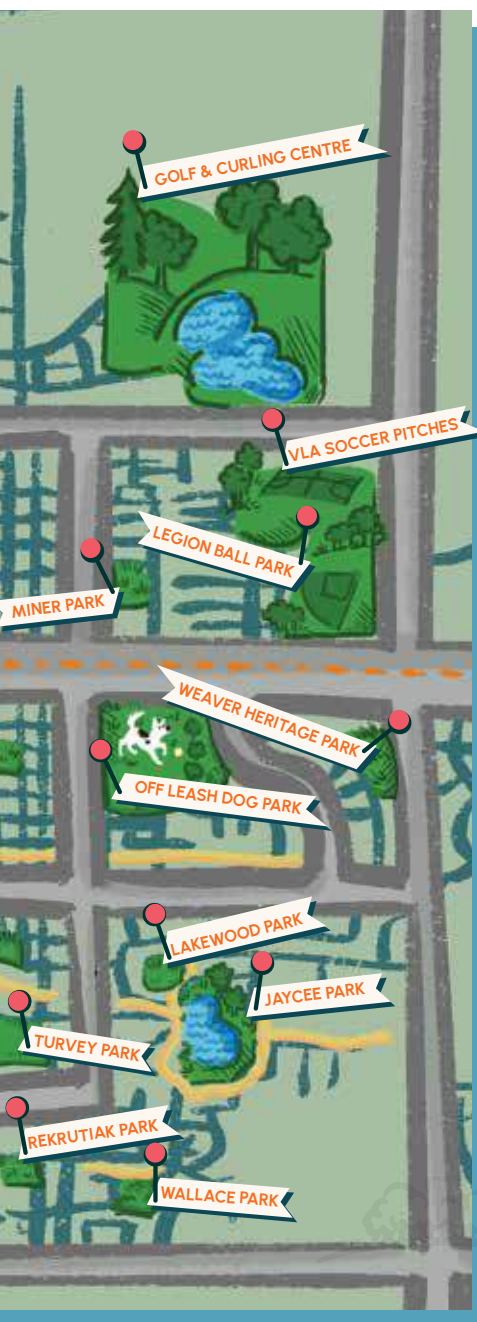 GOLF & CURLING CENTRE
VLA SOCCER PITCHES
LEGION BALL PARK
MINER PARK
WEAVER HERITAGE PARK
OFF LEASH DOG PARK
LAKEWOOD PARK
JAYCEE PARK
TURVEY PARK
REKRUTIAK PARK
WALLACE PARK